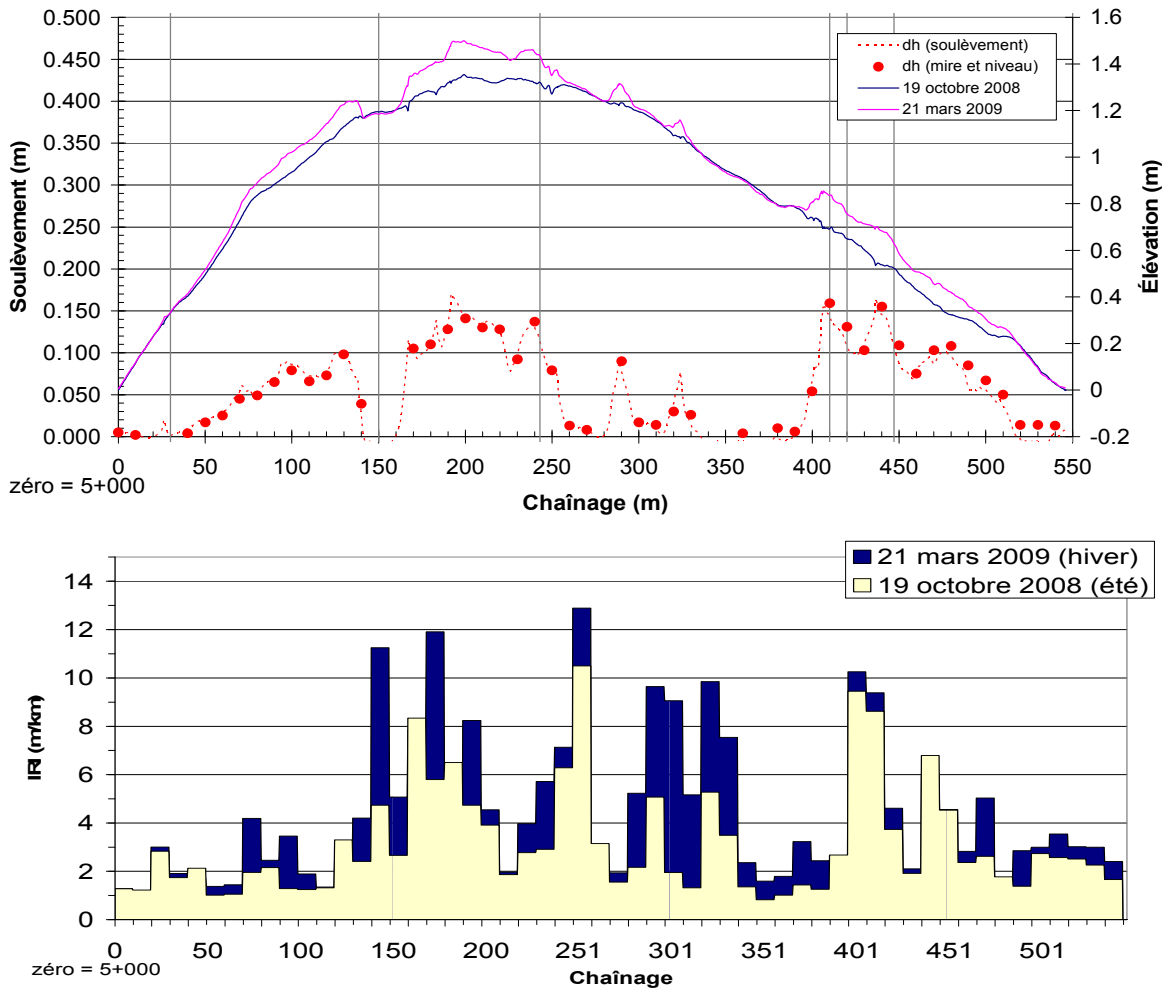 0.500
0.450
0.400
0.350
0.300
0.250
0.200
0.150
0.100
0.050
0.000
Soulèvement (m)
1.6
1.4
1.2
1
0.8
0.6
0.4
0.2
0
-0.2
Élévation (m)
dh (soulèvement)
dh (mire et niveau)
19 octobre 2008
21 mars 2009
0 50 100 150 200 250 300 350 400 450 500 550
zéro = 5+000
Chaînage (m)
21 mars 2009 (hiver)
19 octobre 2008 (été)
14
12
10
8
6
4
2
0
IRI (m/km)
0 50 100 150 200 251 301 351 401 451 501
zéro = 5+000
Chaînage